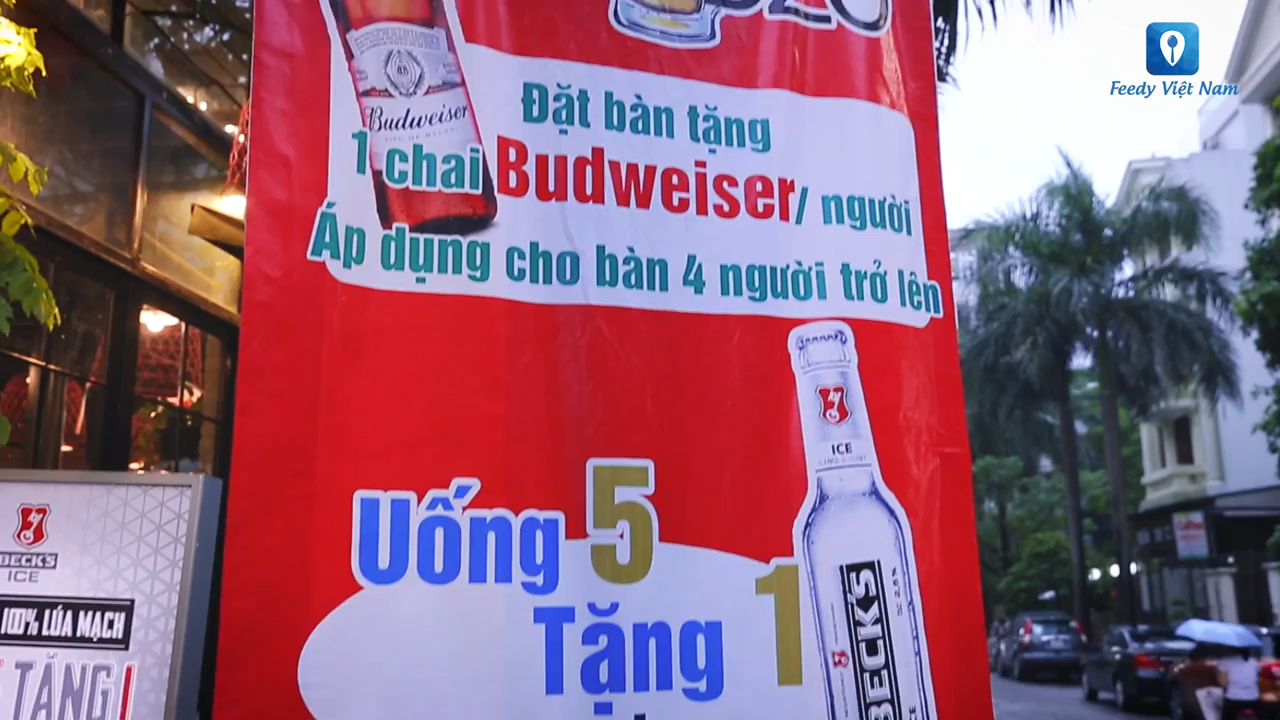 Feedy Việt Nam
Budweiser
Đặt bàn tặng
1 chai Budweiser/ người
Áp dụng cho bàn 4 người trở lên
ICE
Uống 5
Tặng 1
BECK'S
BECK'S
ICE
100% LÚA MẠCH
TẶNG